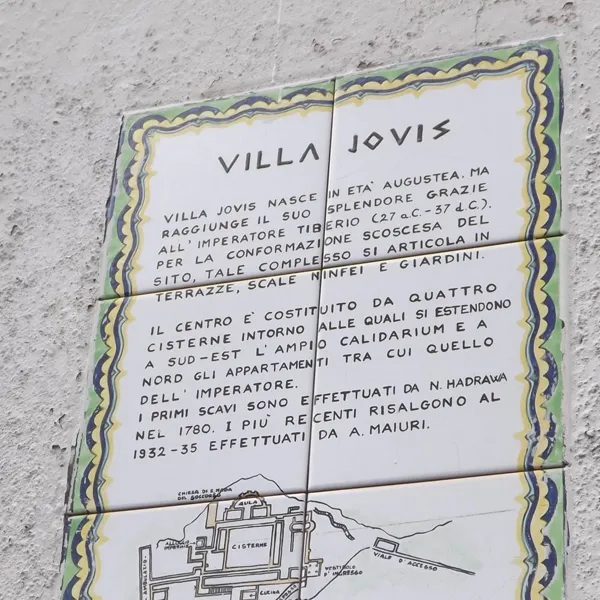 VILLA JOVIS
VILLA JOVIS NASCE IN ETÀ AUGUSTEA. MA
RAGGIUNGE IL SUO SPLENDORE GRAZIE
ALL'IMPERATORE TIBERIO (27 a.C.-37 d.C.).
PER LA CONFORMAZIONE SCOSCESA DEL
SITO, TALE COMPLESSO SI ARTICOLA IN
TERRAZZE, SCALE NINFEI E GIARDINI.
IL CENTRO E' COSTITUITO DA QUATTRO
CISTERNE INTORNO ALLE QUALI SI ESTENDONO
A SUD-EST L'AMPIO CALIDARIUM E A
NORD GLI APPARTAMENTI TRA CUI QUELLO
DELL'IMPERATORE.
I PRIMI SCAVI SONO EFFETTUATI DA N. HADRAWA
NEL 1780. I PIÙ RECENTI RISALGONO AL
1932-35 EFFETTUATI DA A. MAIURI.
CHIESA DI S. MARIA
DEL SOCCORSO
AULA
ALLOGGIO
IMPERIALE
CISTERNE
AMBULATIO
VESTIBOLO
D'INGRESSO
VIALE D'ACCESSO
CUCINA